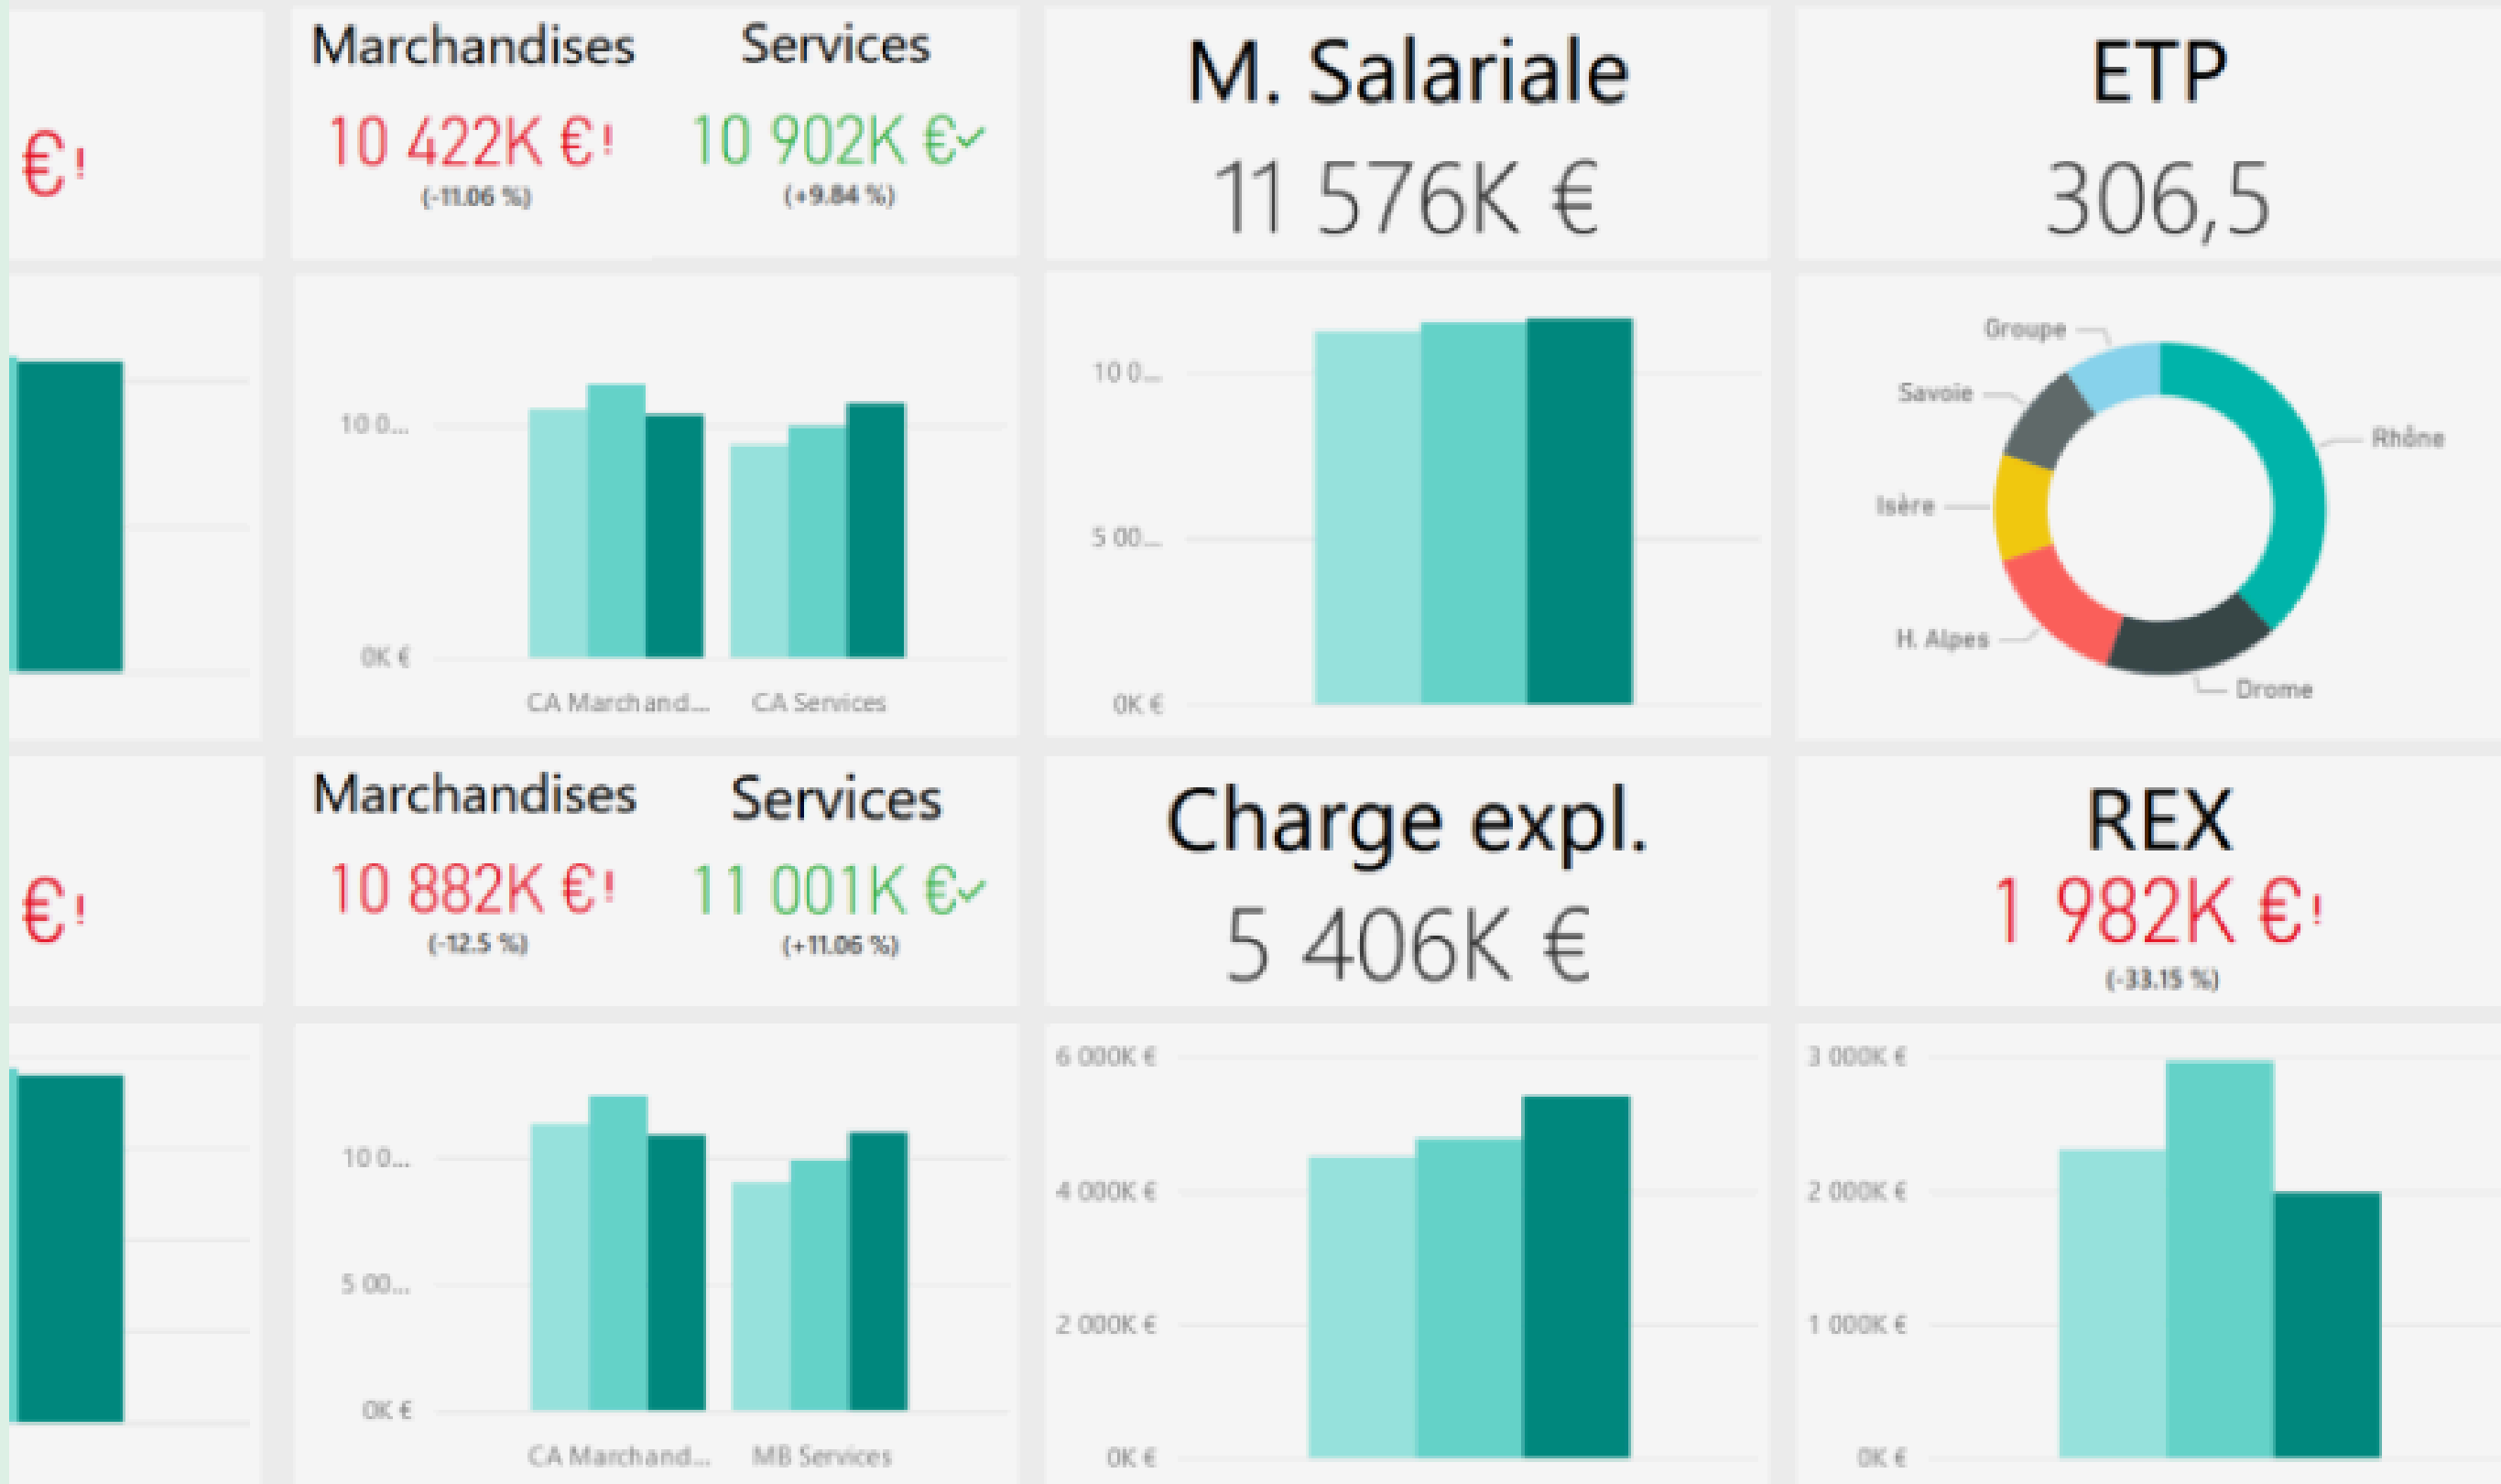 € !
Marchandises
10 422K € !
(-11.06 %)
Services
10 902K €✓
(+9.84 %)
M. Salariale
11 576K €
ETP
306,5
10 0...
0K €
CA Marchand...
CA Services
10 0...
5 00...
0K €
Groupe
Savoie
Rhône
Isère
H. Alpes
Drome
€ !
Marchandises
10 882K € !
(-12.5 %)
Services
11 001K €✓
(+11.06 %)
Charge expl.
5 406K €
REX
1 982K € !
(-33.15 %)
10 0...
5 00...
0K €
CA Marchand...
MB Services
6 000K €
4 000K €
2 000K €
0K €
3 000K €
2 000K €
1 000K €
0K €